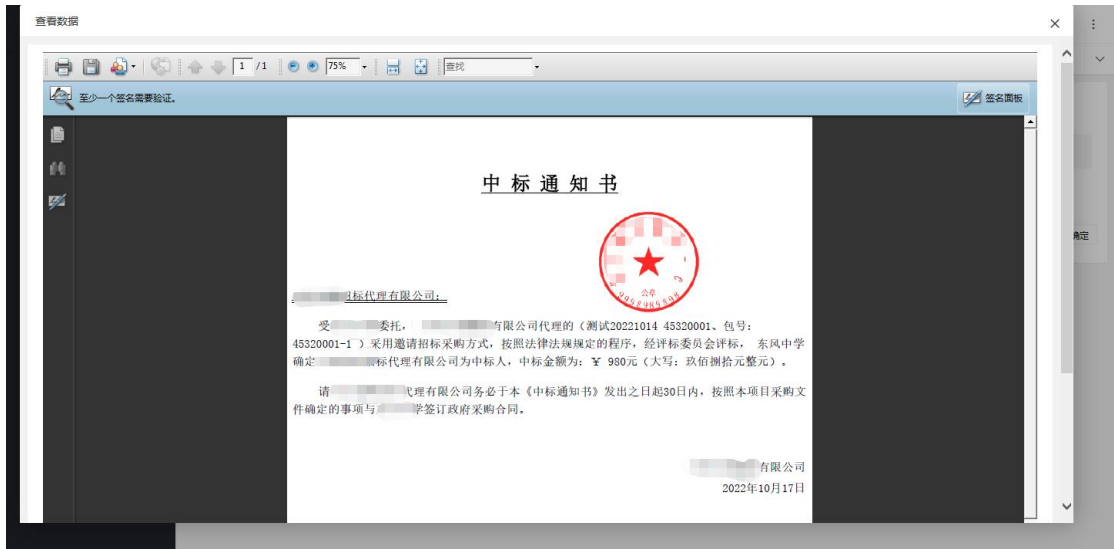 查看数据
1 /1 75% 查找
至少一个签名需要验证。 签名面板
确定
中标通知书
公章
标代理有限公司：
受 委托， 有限公司代理的（测试20221014 45320001、包号：
45320001-1 ）采用邀请招标采购方式，按照法律法规规定的程序，经评标委员会评标， 东风中学
确定 标代理有限公司为中标人，中标金额为：￥ 980元（大写：玖佰捌拾元整元）。
请 代理有限公司务必于本《中标通知书》发出之日起30日内，按照本项目采购文
件确定的事项与 学签订政府采购合同。
有限公司
2022年10月17日